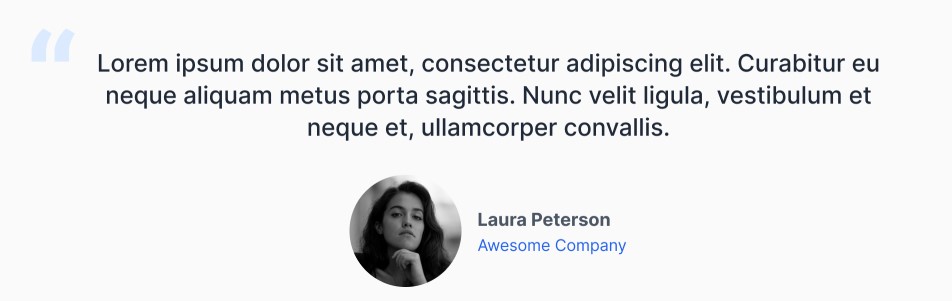 “
Lorem ipsum dolor sit amet, consectetur adipiscing elit. Curabitur eu
neque aliquam metus porta sagittis. Nunc velit ligula, vestibulum et
neque et, ullamcorper convallis.
Laura Peterson
Awesome Company